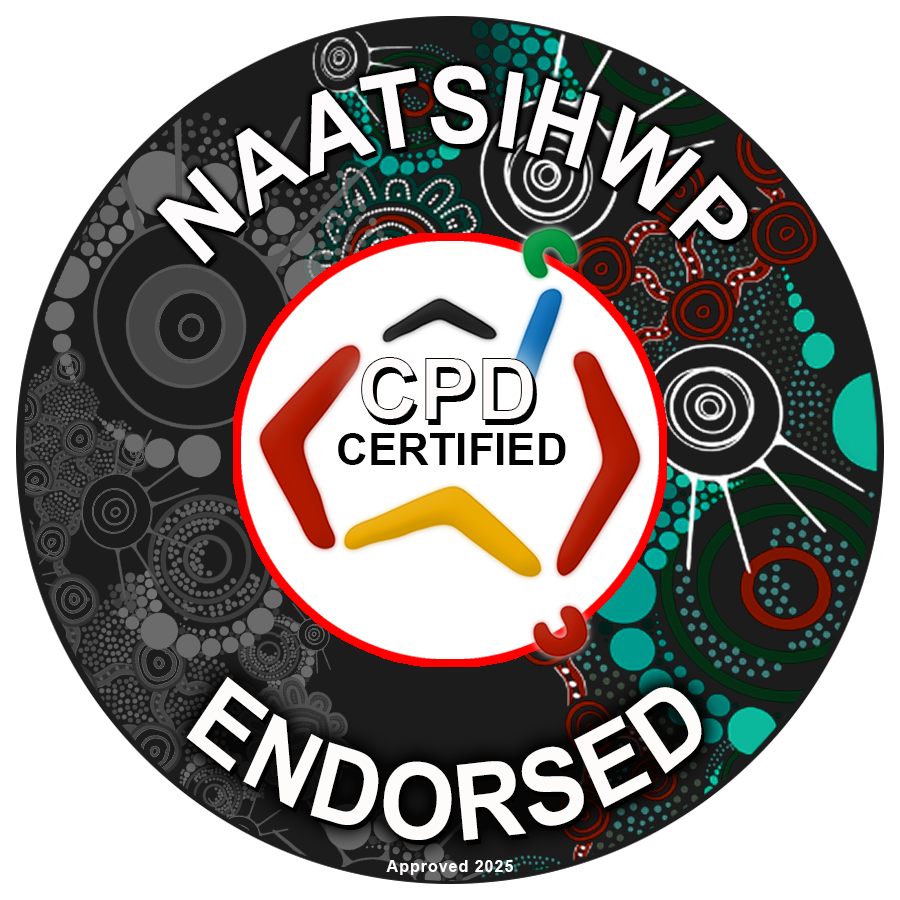 NAATSIHWP
CPD
CERTIFIED
ENDORSED
Approved 2025